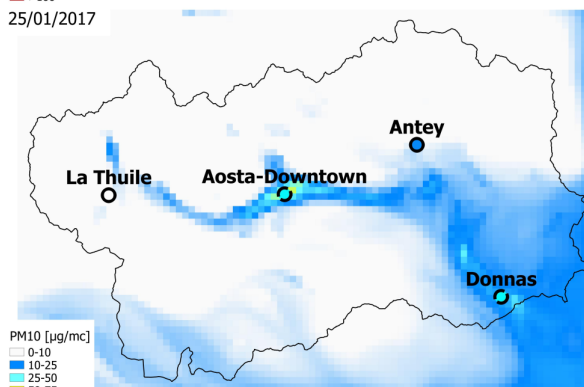 25/01/2017
Antey
La Thuile
Aosta-Downtown
Donnas
PM10 [µg/mc]
0-10
10-25
25-50